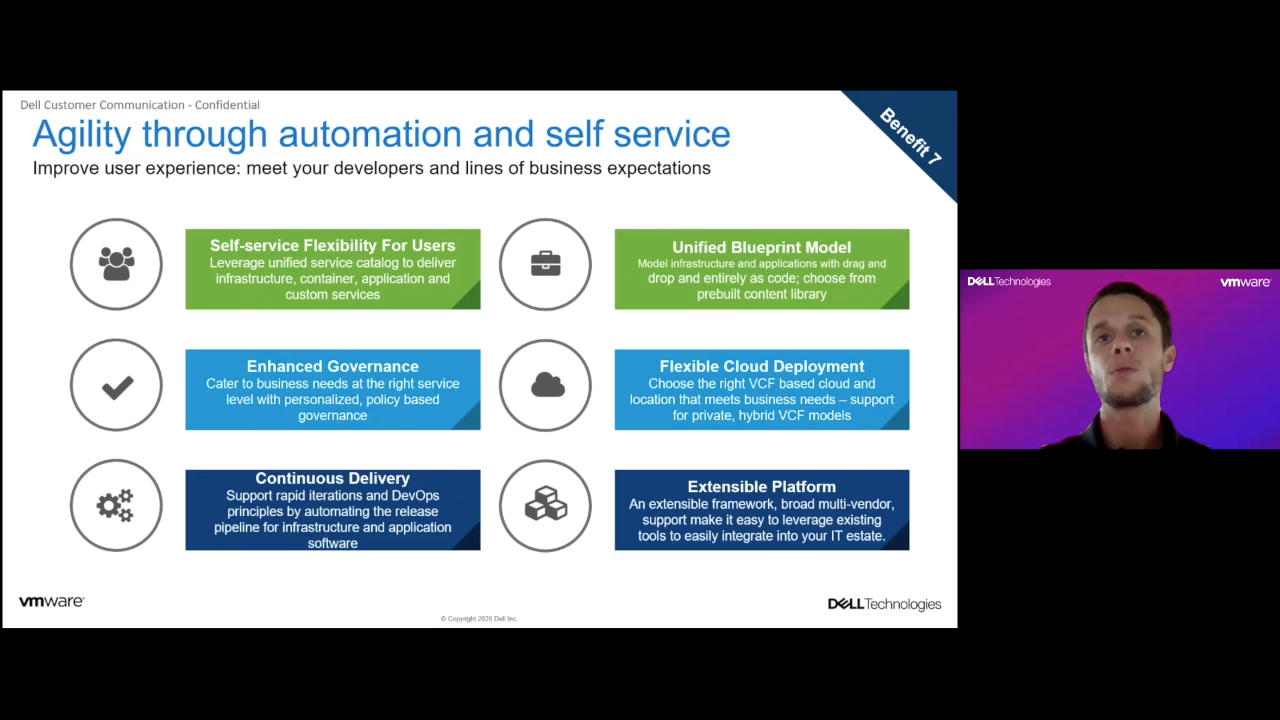 Dell Customer Communication - Confidential
Agility through automation and self service
Improve user experience: meet your developers and lines of business expectations
Benefit 7
Self-service Flexibility For Users
Leverage unified service catalog to deliver
infrastructure, container, application and
custom services
Unified Blueprint Model
Model infrastructure and applications with drag and
drop and entirely as code; choose from
prebuilt content library
Enhanced Governance
Cater to business needs at the right service
level with personalized, policy based
governance
Flexible Cloud Deployment
Choose the right VCF based cloud and
location that meets business needs – support
for private, hybrid VCF models
Continuous Delivery
Support rapid iterations and DevOps
principles by automating the release
pipeline for infrastructure and application
software
Extensible Platform
An extensible framework, broad multi-vendor,
support make it easy to leverage existing
tools to easily integrate into your IT estate.
vmware®
© Copyright 2020 Dell Inc.
DELLTechnologies
DELLTechnologies
vmware®